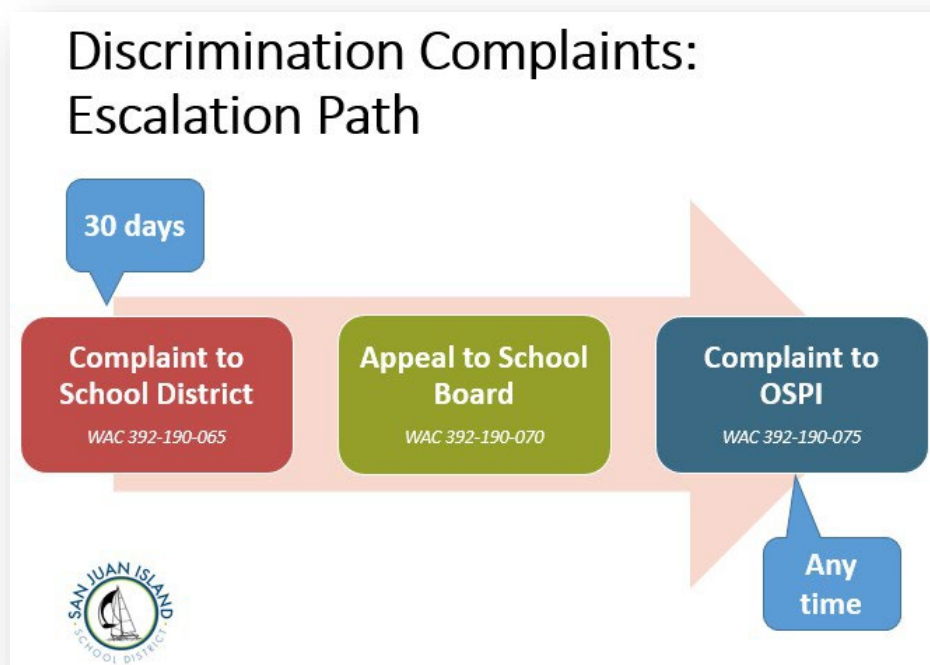 Discrimination Complaints:
Escalation Path
30 days
Complaint to
School District
WAC 392-190-065
Appeal to School
Board
WAC 392-190-070
Complaint to
OSPI
WAC 392-190-075
Any
time
SAN JUAN ISLAND
SCHOOL DISTRICT